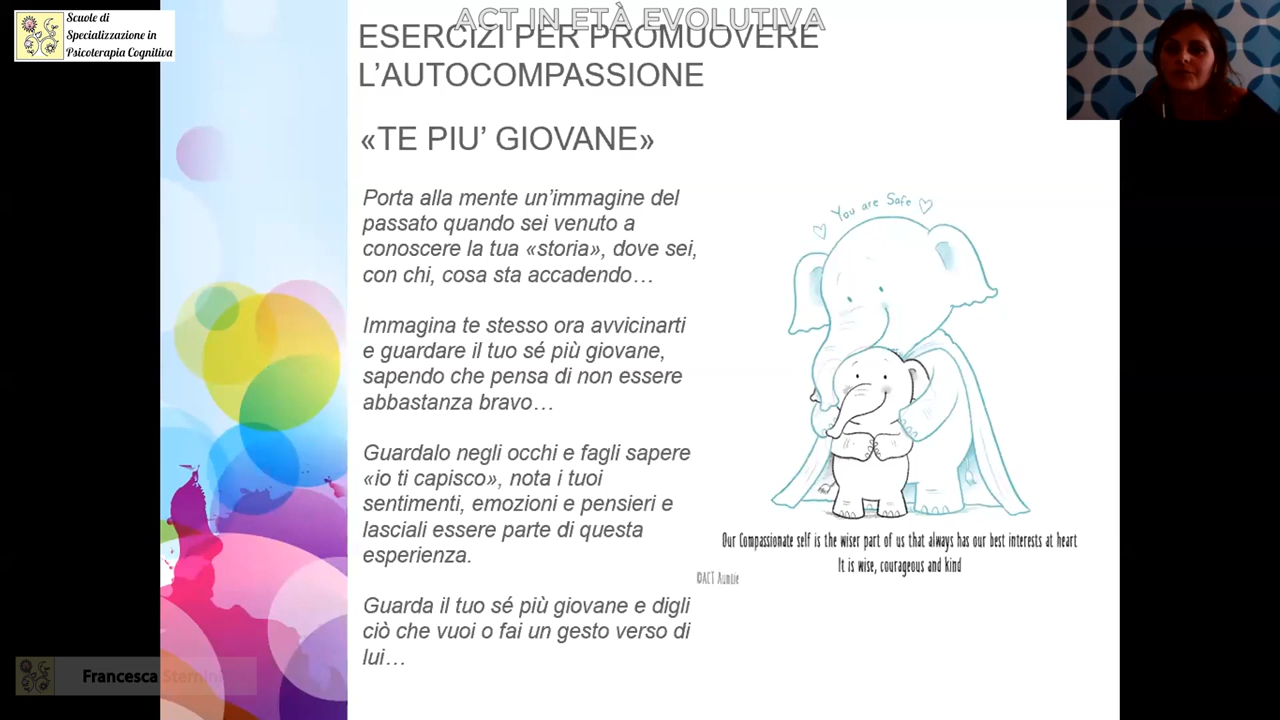 Scuole di
Specializzazione in
Psicoterapia Cognitiva
ACT IN ETÀ EVOLUTIVA
ESERCIZI PER PROMUOVERE
L'AUTOCOMPASSIONE
«TE PIU' GIOVANE»
Porta alla mente un'immagine del
passato quando sei venuto a
conoscere la tua «storia», dove sei,
con chi, cosa sta accadendo…
Immagina te stesso ora avvicinarti
e guardare il tuo sé più giovane,
sapendo che pensa di non essere
abbastanza bravo…
Guardalo negli occhi e fagli sapere
«io ti capisco», nota i tuoi
sentimenti, emozioni e pensieri e
lasciali essere parte di questa
esperienza.
Guarda il tuo sé più giovane e digli
ciò che vuoi o fai un gesto verso di
lui…
You are Safe
Our Compassionate self is the wiser part of us that always has our best interests at heart
It is wise, courageous and kind
©ACT Auntie
Francesca Sternini